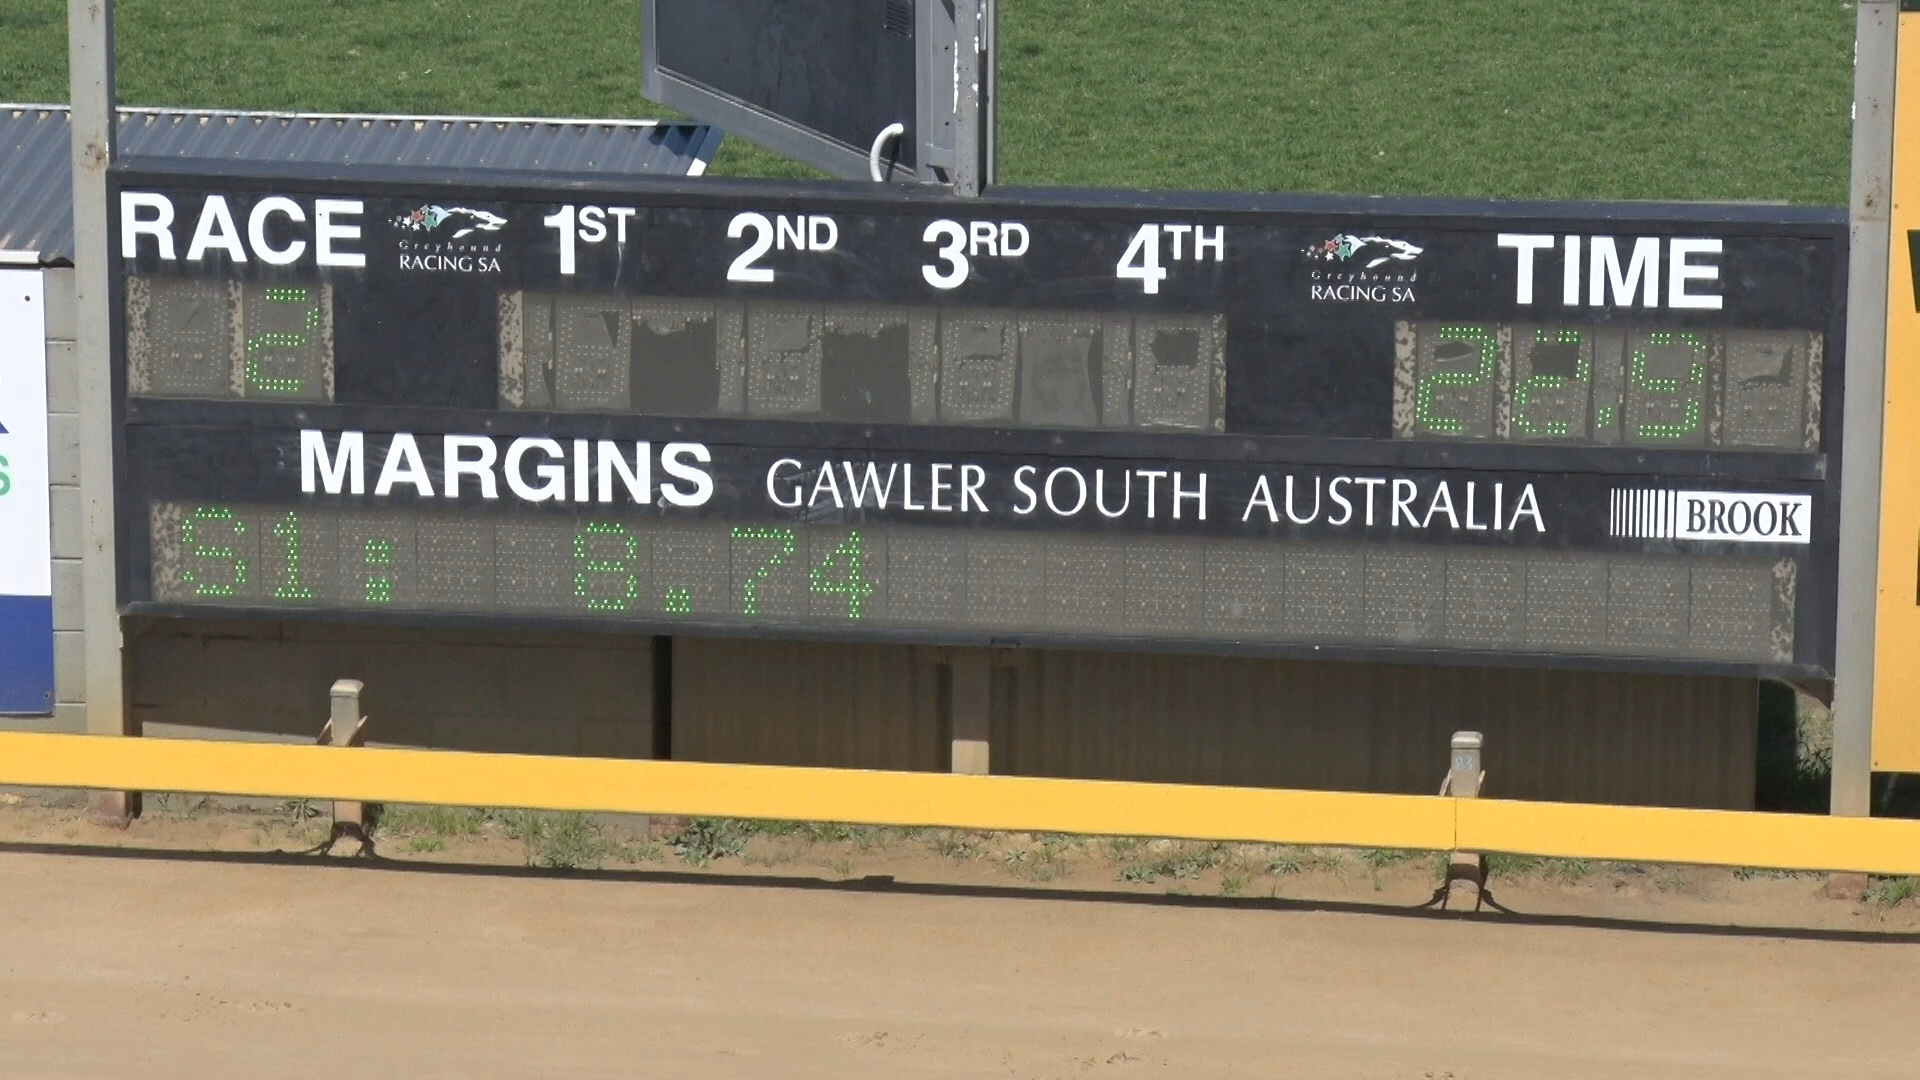 RACE Greyhound RACING SA 1ST 2ND 3RD 4TH Greyhound RACING SA TIME
2 22.9
MARGINS GAWLER SOUTH AUSTRALIA BROOK
S1: 8.74
S